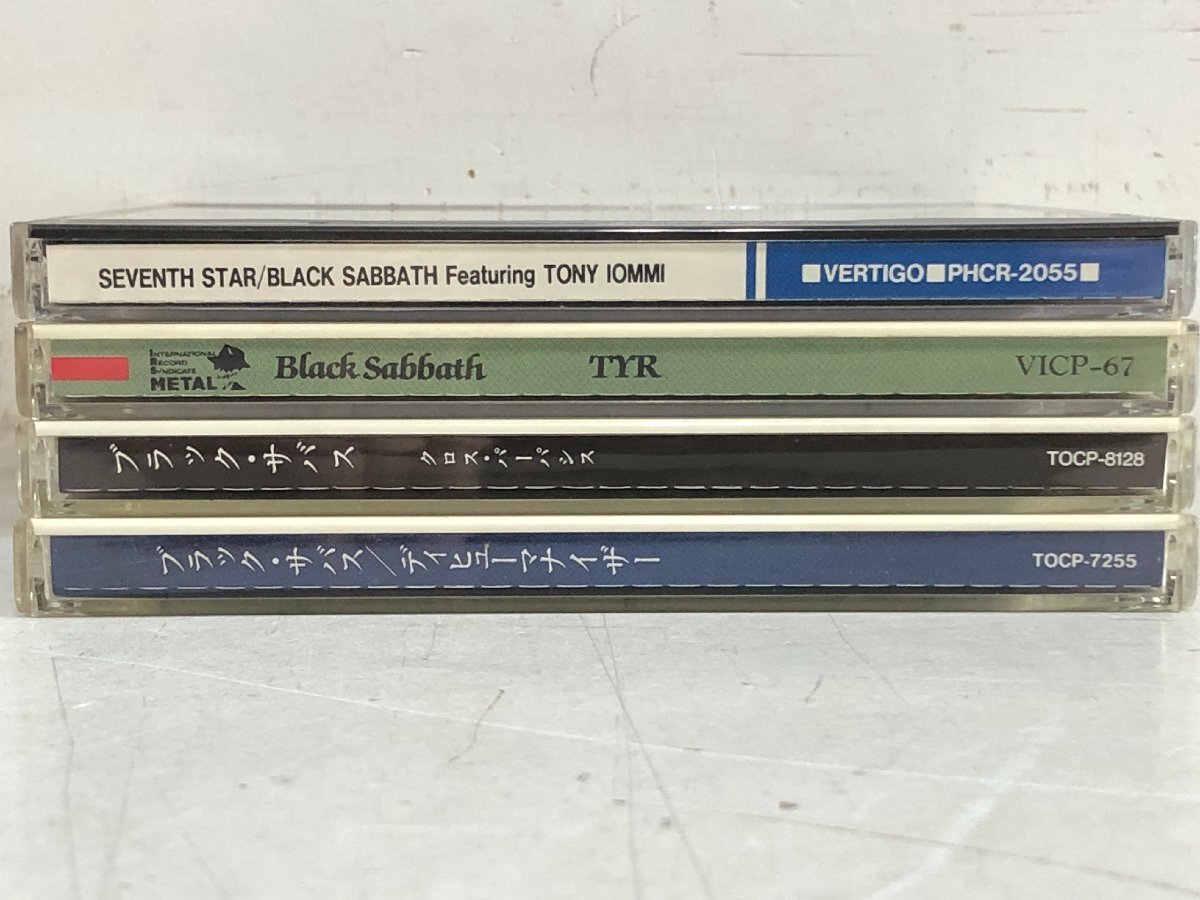 SEVENTH STAR/BLACK SABBATH Featuring TONY IOMMI ■VERTIGO■PHCR-2055■
INTERNATIONAL
RECORD
SYNDICATE
METAL
Black Sabbath TYR VICP-67
ブラック・サバス クロス・パーパシス TOCP-8128
ブラック・サバス/ディヒューマナイザー TOCP-7255